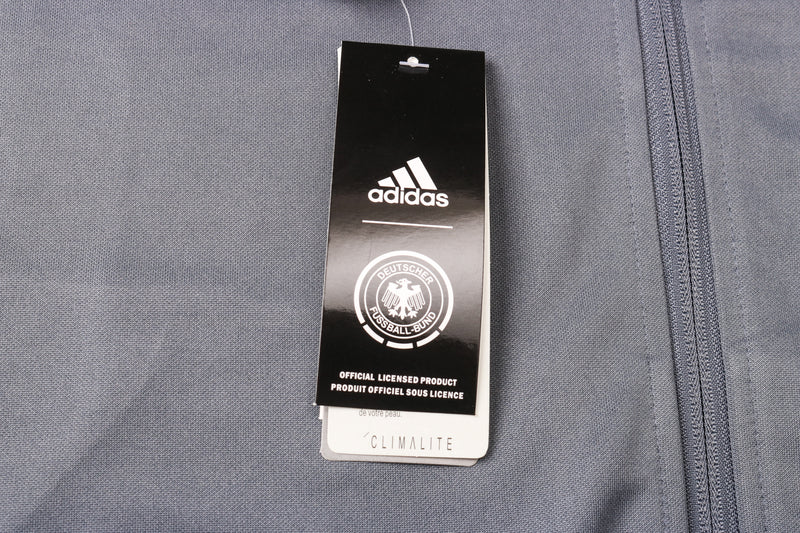 adidas
DEUTSCHER
FUSSBALL-BUND
OFFICIAL LICENSED PRODUCT
PRODUIT OFFICIEL SOUS LICENCE
de votre peau.
CLIMALITE